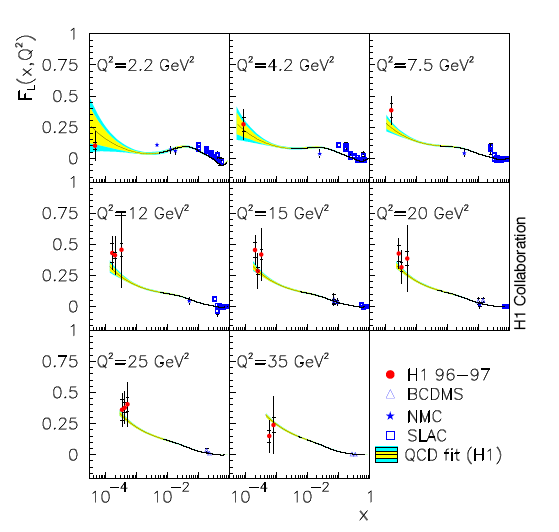 F_L(x,Q²)
1
0.75
0.5
0.25
0
Q²=2.2 GeV²
Q²=4.2 GeV²
Q²=7.5 GeV²
1
0.75
0.5
0.25
0
Q²=12 GeV²
Q²=15 GeV²
Q²=20 GeV²
1
0.75
0.5
0.25
0
Q²=25 GeV²
Q²=35 GeV²
H1 96−97
BCDMS
NMC
SLAC
QCD fit (H1)
10⁻⁴ 10⁻² 10⁻⁴ 10⁻² 1
x
H1 Collaboration